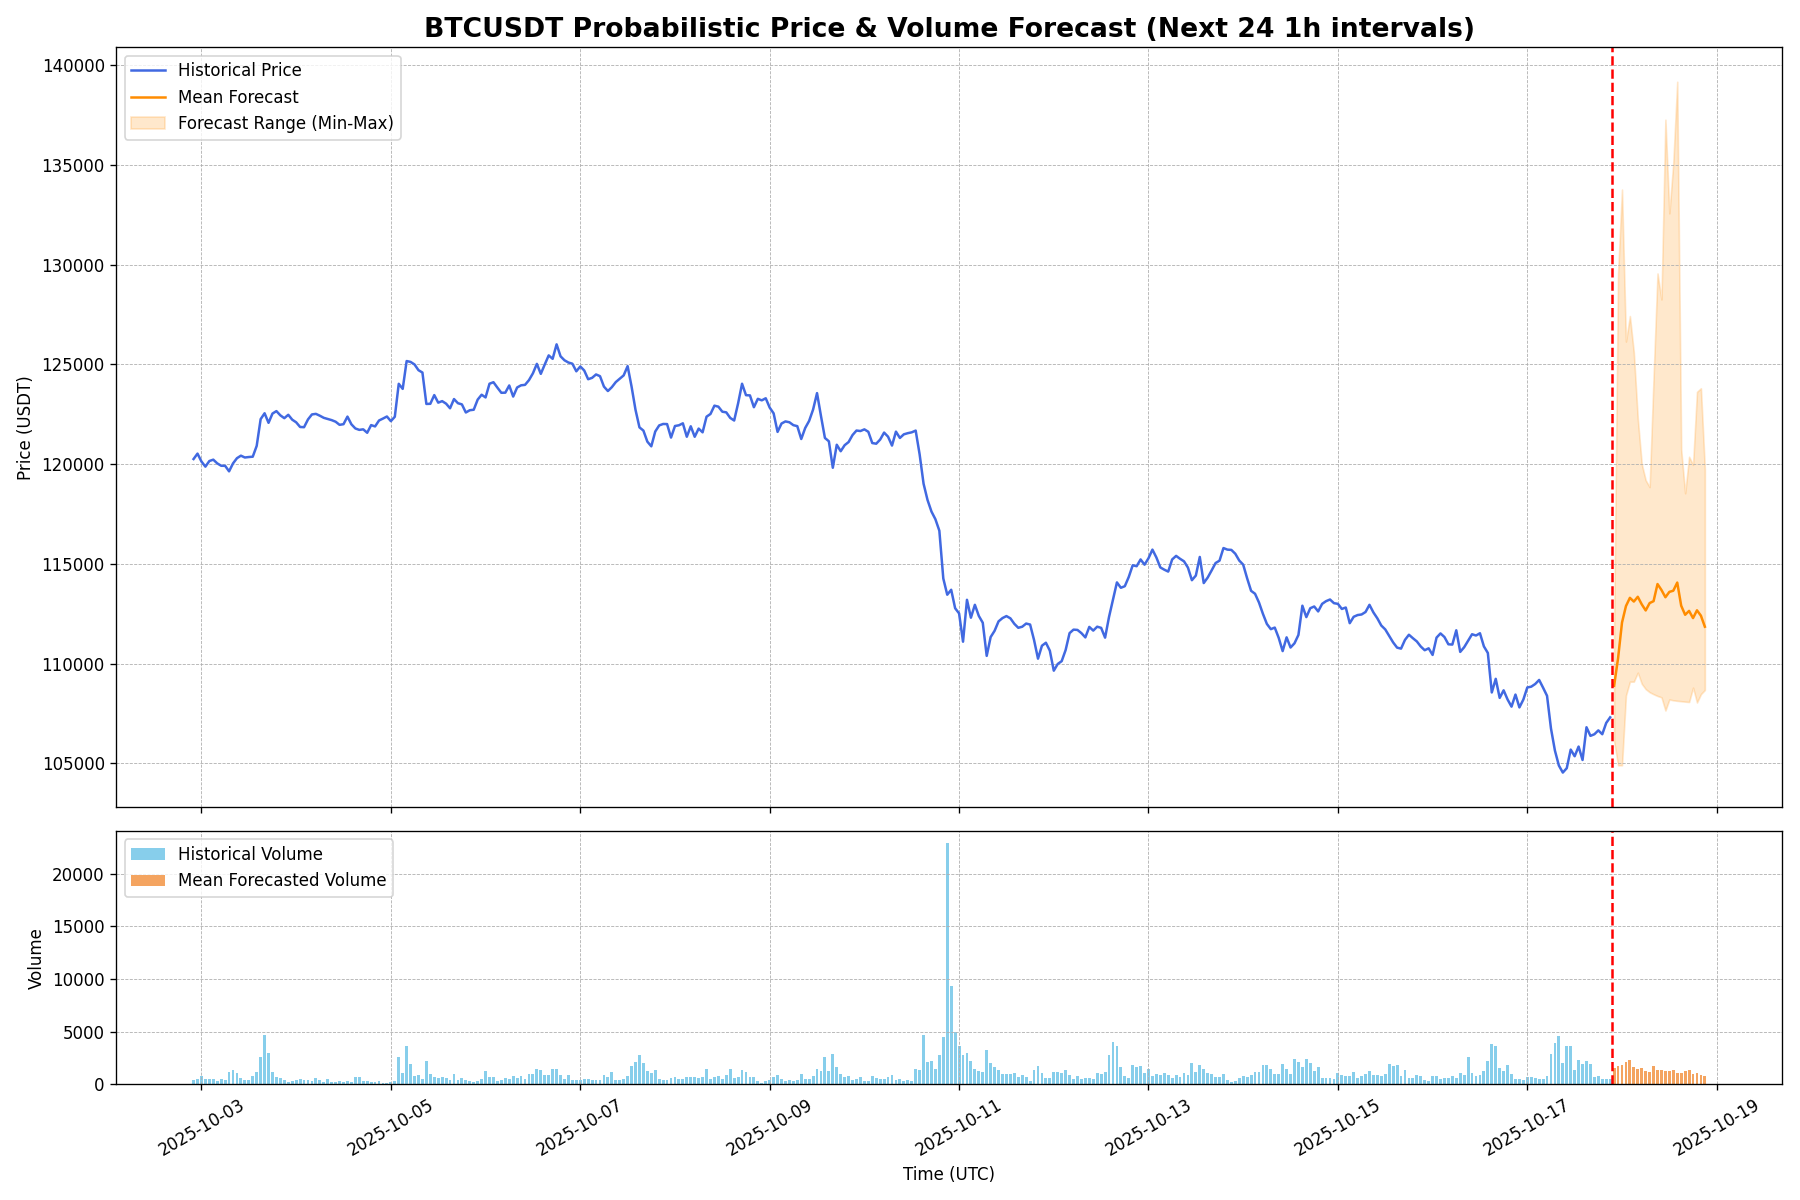 BTCUSDT Probabilistic Price & Volume Forecast (Next 24 1h intervals)
Historical Price
Mean Forecast
Forecast Range (Min-Max)
140000
135000
130000
125000
120000
115000
110000
105000
Price (USDT)
Historical Volume
Mean Forecasted Volume
20000
15000
10000
5000
0
Volume
2025-10-03
2025-10-05
2025-10-07
2025-10-09
2025-10-11
2025-10-13
2025-10-15
2025-10-17
2025-10-19
Time (UTC)